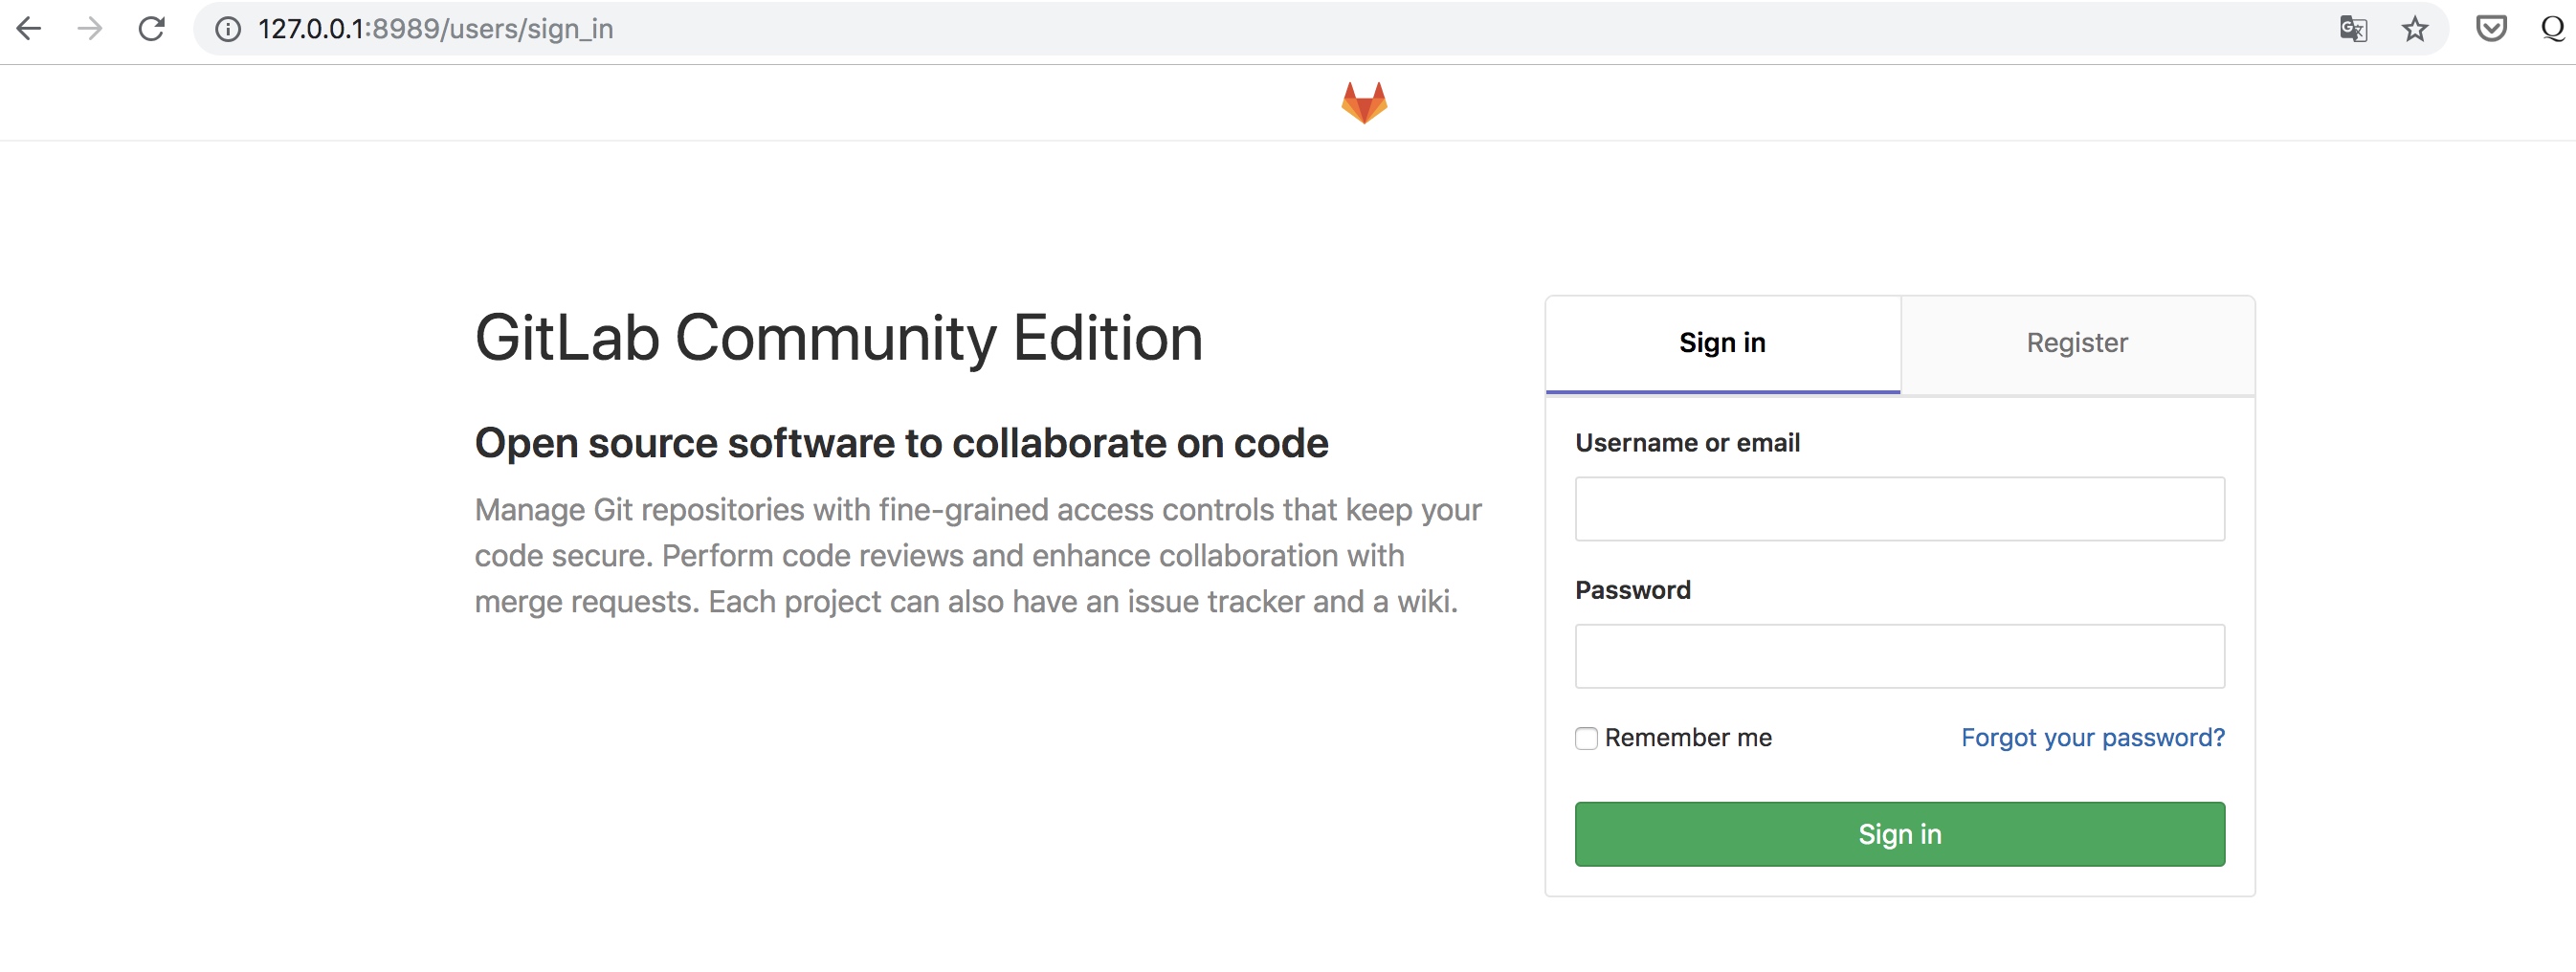 127.0.0.1:8989/users/sign_in
GitLab Community Edition
Open source software to collaborate on code
Manage Git repositories with fine-grained access controls that keep your
code secure. Perform code reviews and enhance collaboration with
merge requests. Each project can also have an issue tracker and a wiki.
Sign in
Register
Username or email
Password
Remember me
Forgot your password?
Sign in